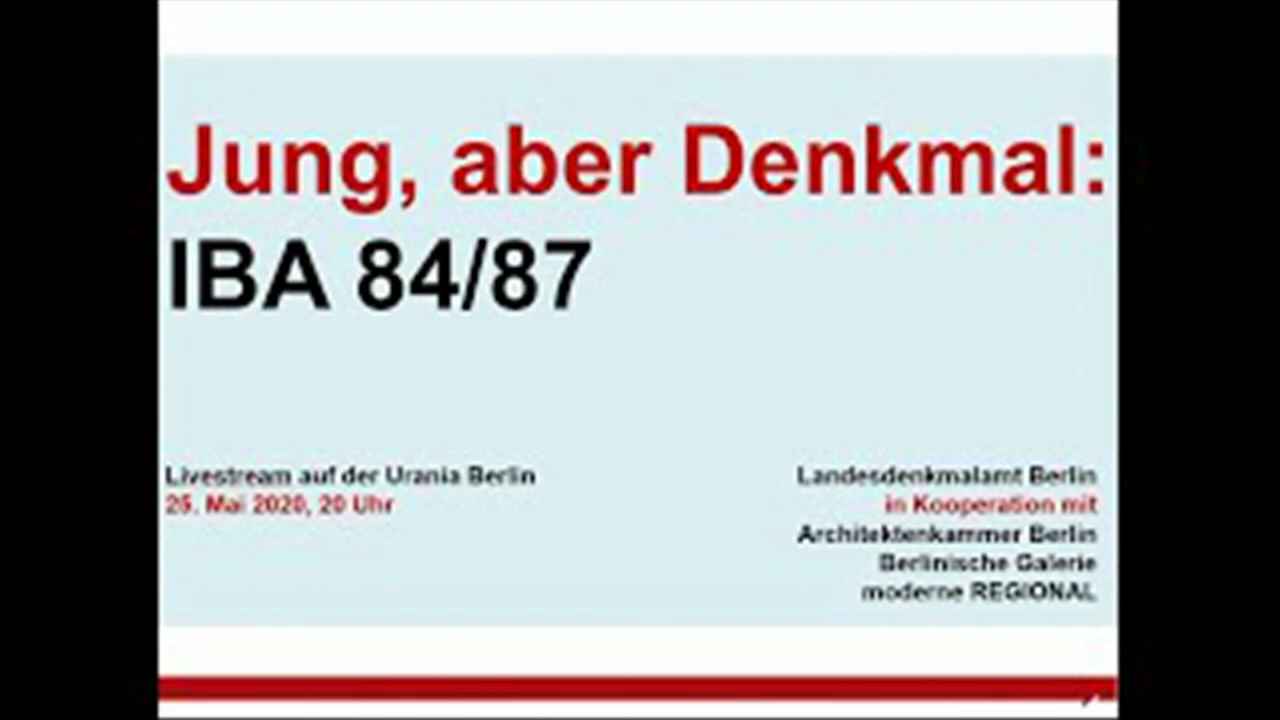 Jung, aber Denkmal:
IBA 84/87
Livestream auf der Urania Berlin
25. Mai 2020, 20 Uhr
Landesdenkmalamt Berlin
in Kooperation mit
Architektenkammer Berlin
Berlinische Galerie
moderne REGIONAL